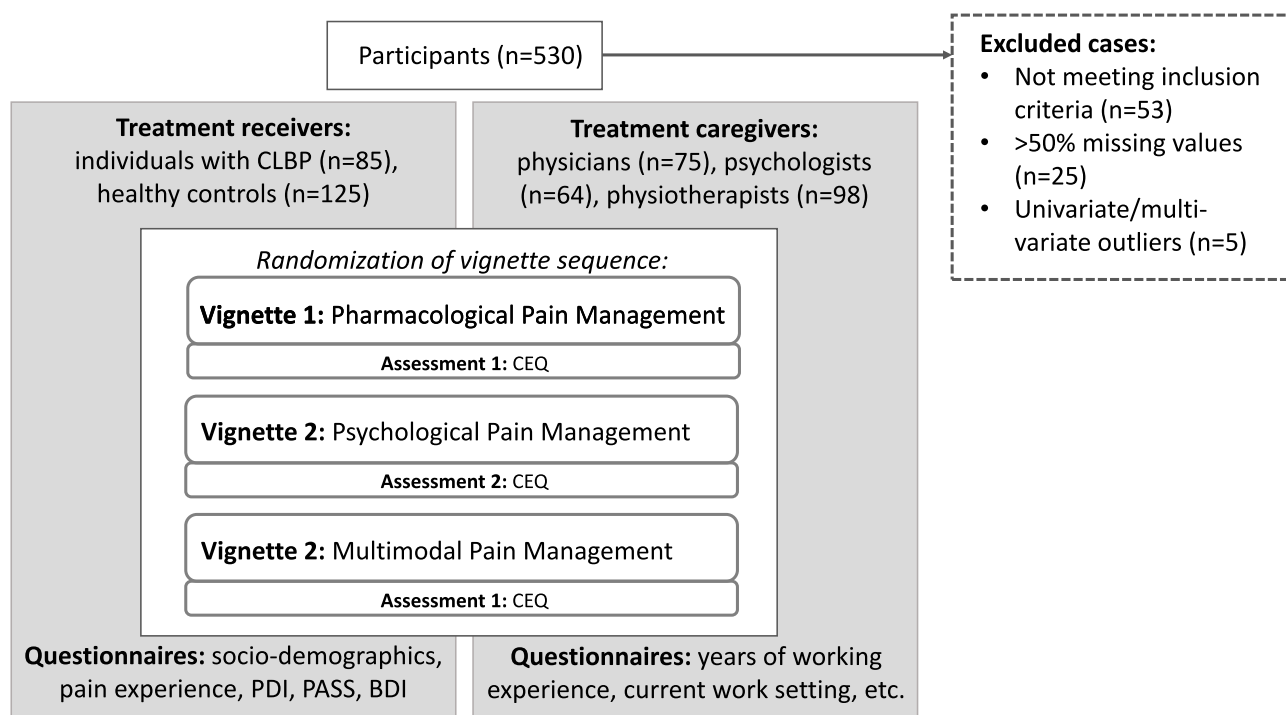 Participants (n=530)
Excluded cases:
• Not meeting inclusion
criteria (n=53)
• >50% missing values
(n=25)
• Univariate/multi-
variate outliers (n=5)
Treatment receivers:
individuals with CLBP (n=85),
healthy controls (n=125)
Treatment caregivers:
physicians (n=75), psychologists
(n=64), physiotherapists (n=98)
Randomization of vignette sequence:
Vignette 1: Pharmacological Pain Management
Assessment 1: CEQ
Vignette 2: Psychological Pain Management
Assessment 2: CEQ
Vignette 2: Multimodal Pain Management
Assessment 1: CEQ
Questionnaires: socio-demographics,
pain experience, PDI, PASS, BDI
Questionnaires: years of working
experience, current work setting, etc.